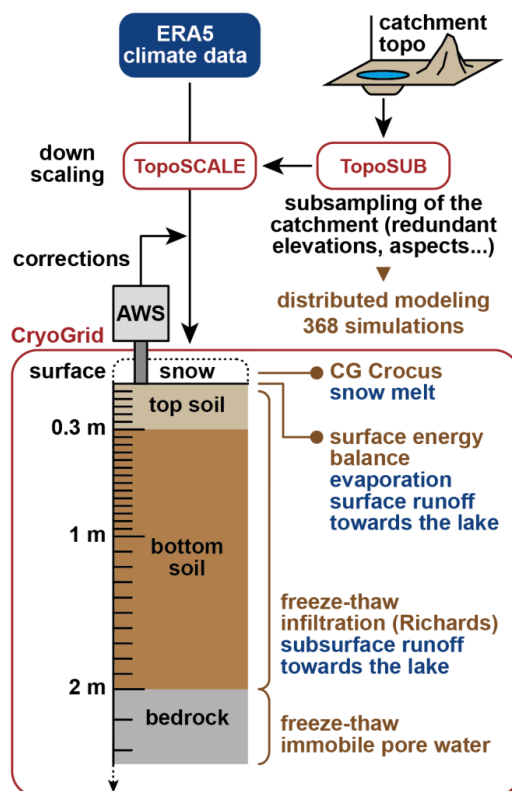 ERA5
climate data
catchment
topo
down
scaling
TopoSCALE
TopoSUB
subsampling of the
catchment (redundant
elevations, aspects...)
corrections
distributed modeling
368 simulations
AWS
CryoGrid
surface
snow
CG Crocus
snow melt
top soil
0.3 m
surface energy
balance
evaporation
surface runoff
towards the lake
1 m
bottom
soil
freeze-thaw
infiltration (Richards)
subsurface runoff
towards the lake
2 m
bedrock
freeze-thaw
immobile pore water